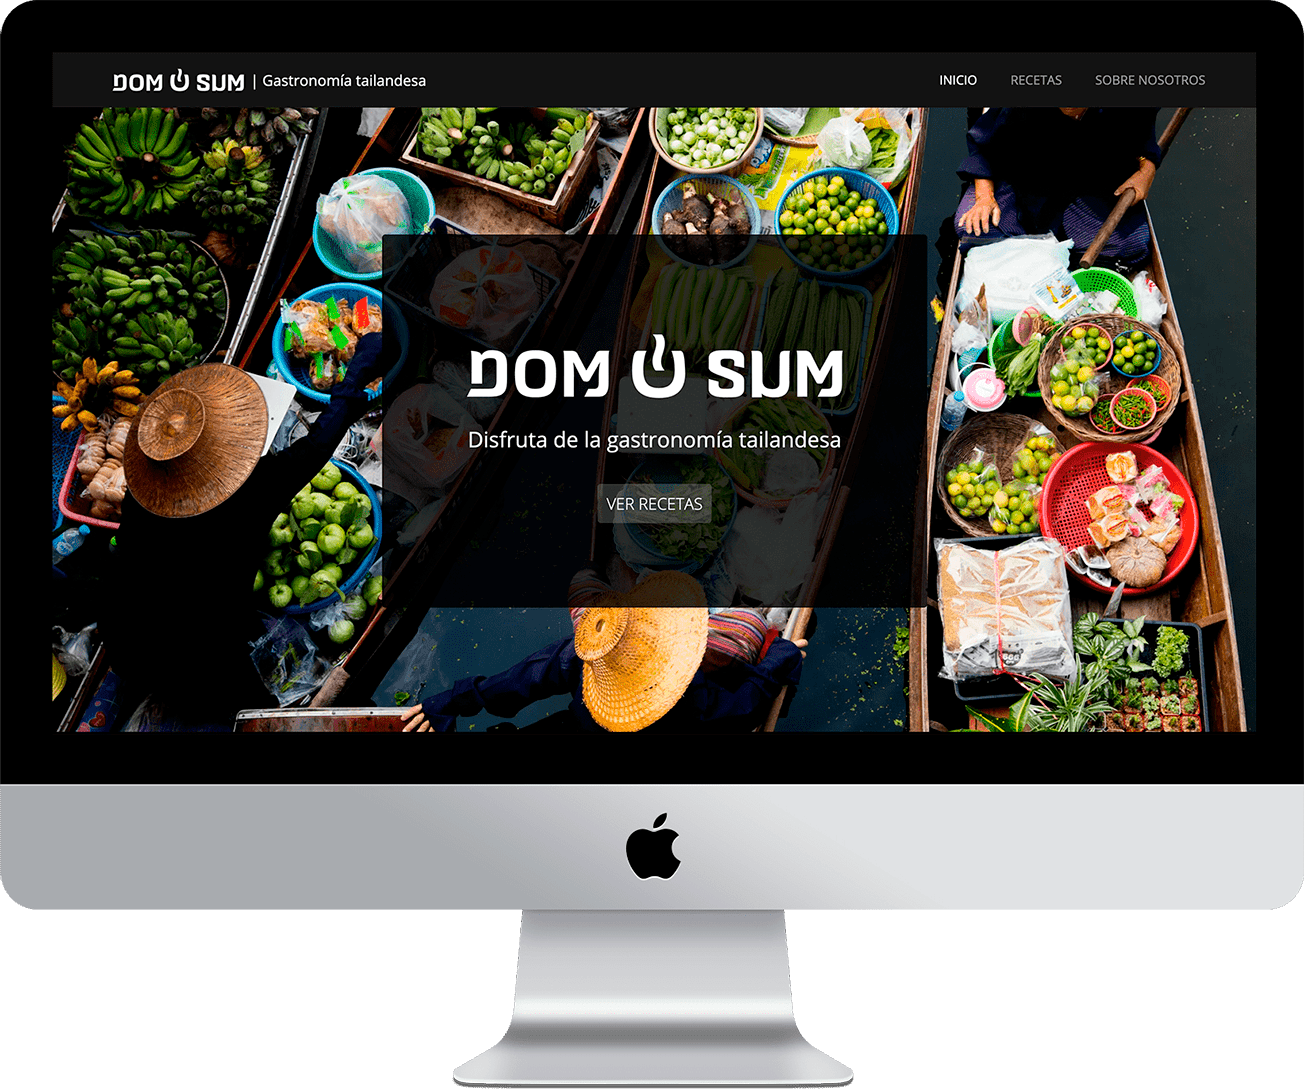 DOM SUM | Gastronomía tailandesa
INICIO RECETAS SOBRE NOSOTROS
DOM SUM
Disfruta de la gastronomía tailandesa
VER RECETAS